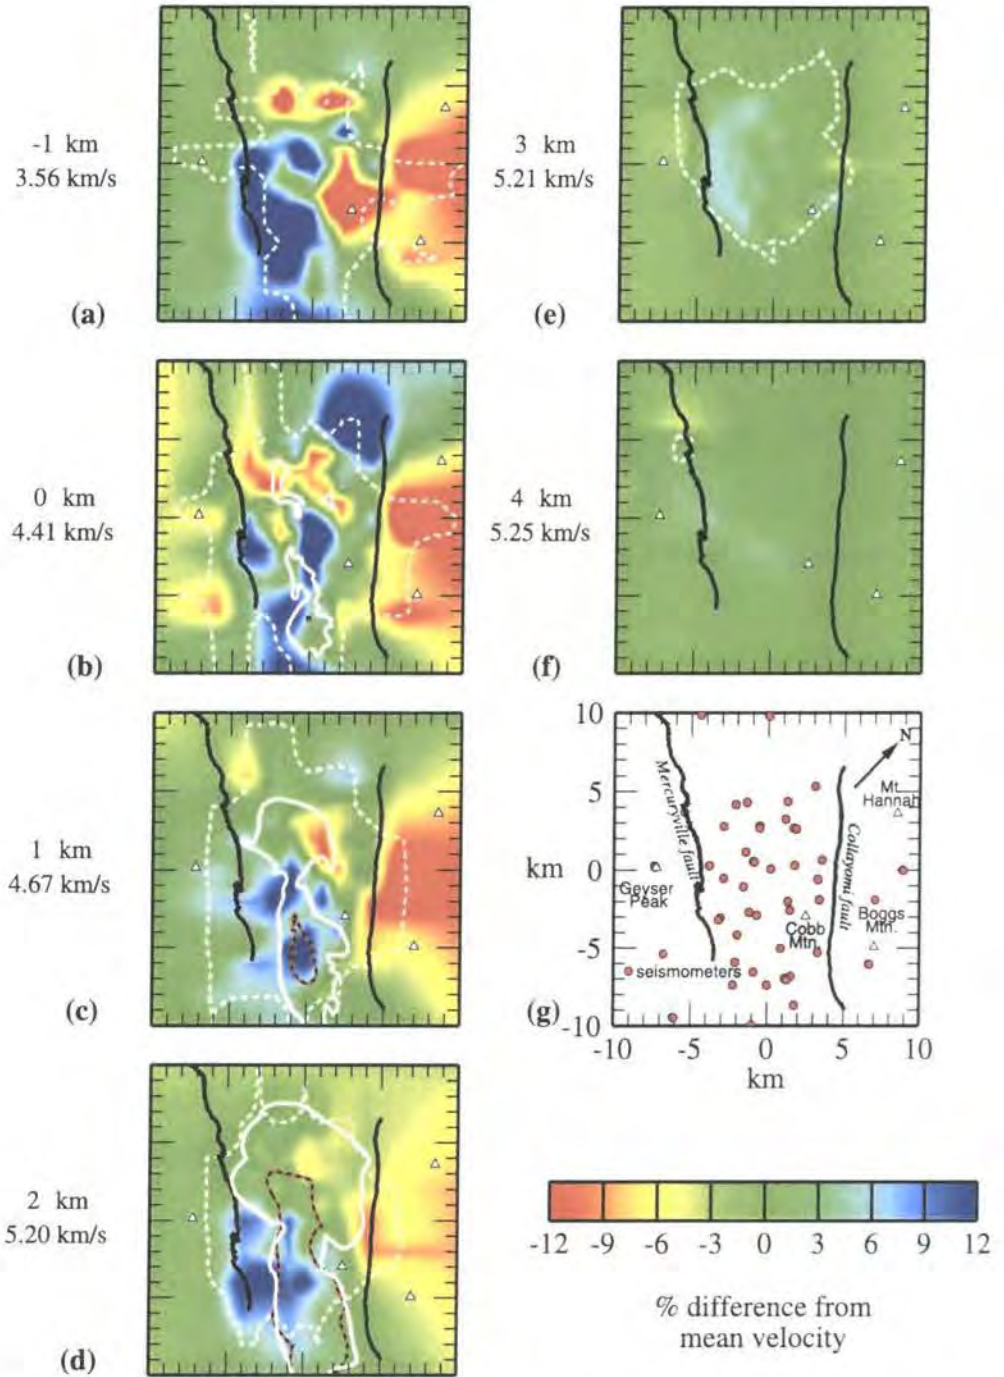 -1 km
3.56 km/s
(a)
0 km
4.41 km/s
(b)
1 km
4.67 km/s
(c)
2 km
5.20 km/s
(d)
3 km
5.21 km/s
(e)
4 km
5.25 km/s
(f)
10
5
km
0
-5
-10
(g)
Mercuryville fault
Collayomi fault
N
Mt
Hannah
Geyser
Peak
Cobb
Mtn
Boggs
Mtn.
seismometers
-10
-5
0
5
10
km
-12
-9
-6
-3
0
3
6
9
12
% difference from
mean velocity